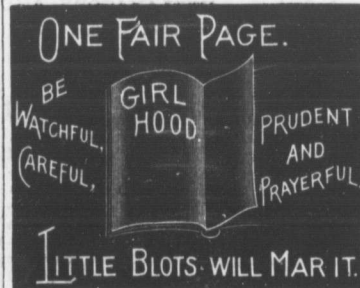 ONE FAIR PAGE.
BE
WATCHFUL,
CAREFUL,
GIRL
HOOD.
PRUDENT
AND
PRAYERFUL
LITTLE BLOTS WILL MAR IT.